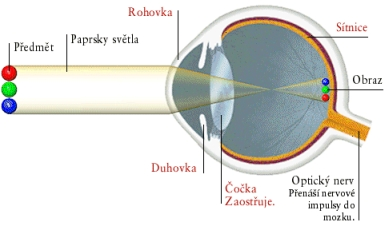 Rohovka
Sítnice
Předmět
Paprsky světla
Obraz
Duhovka
Čočka
Zaostřuje.
Optický nerv
Přenáší nervové
impulsy do
mozku.